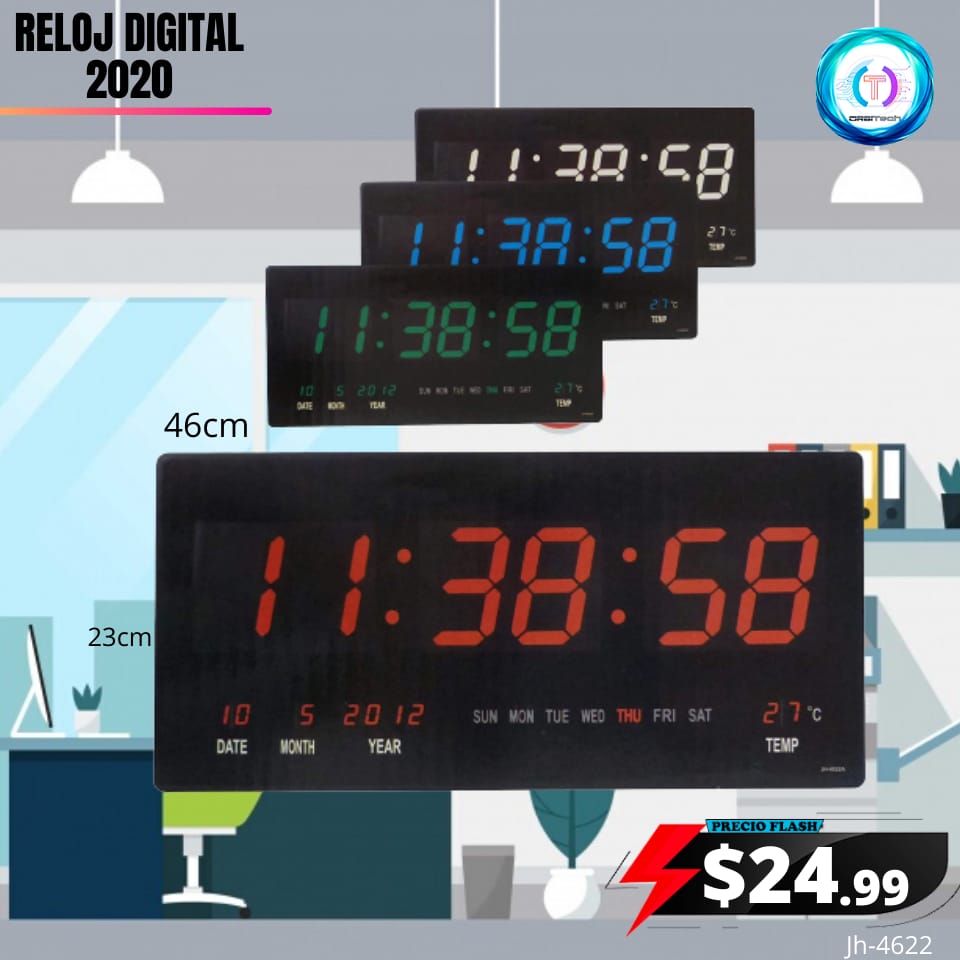 RELOJ DIGITAL
2020
T
ORBITech
11:38:58
27°C
TEMP
11:38:58
FRI SAT 27°C
TEMP
11:38:58
10 5 2012 SUN MON TUE WED THU FRI SAT 27°C
DATE MONTH YEAR TEMP
46cm
23cm
11:38:58
10 5 2012 SUN MON TUE WED THU FRI SAT 27°C
DATE MONTH YEAR TEMP
JH-4622A
PRECIO FLASH
$24.99
Jh-4622